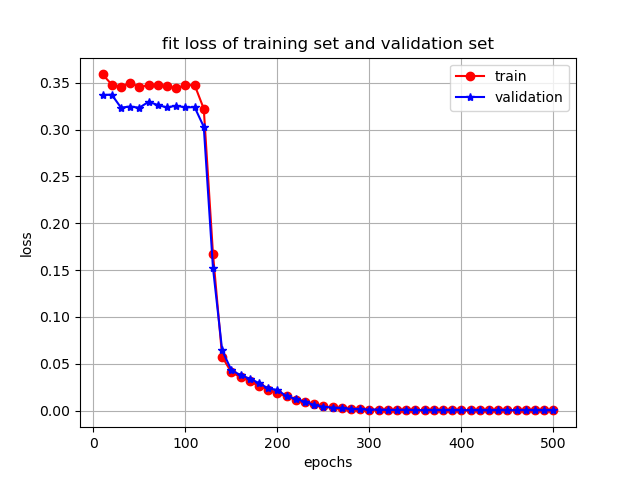 fit loss of training set and validation set
train
validation
0.35
0.30
0.25
0.20
0.15
0.10
0.05
0.00
loss
0 100 200 300 400 500
epochs